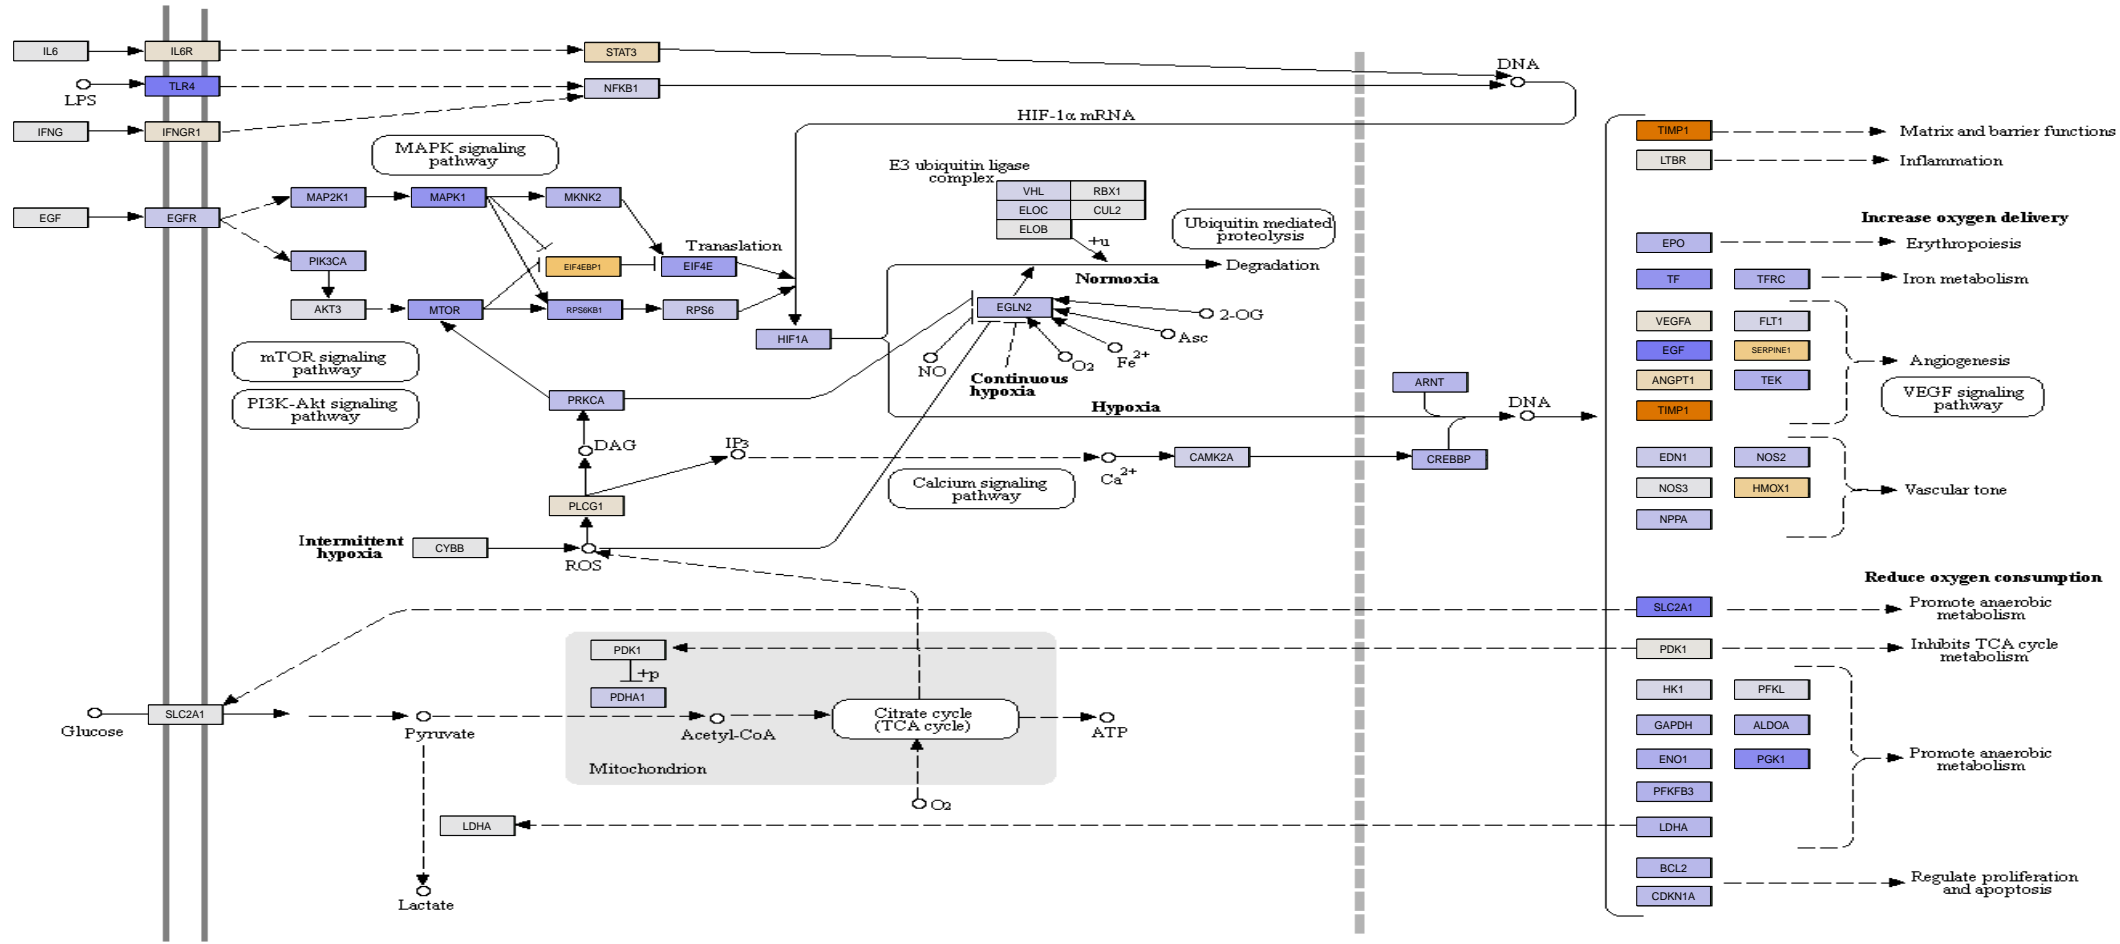 IL6
IL6R
STAT3
DNA
TLR4
LPS
NFKB1
IFNG
IFNGR1
HIF-1α mRNA
MAPK signaling
pathway
E3 ubiquitin ligase
complex
VHL
RBX1
ELOC
CUL2
ELOB
+u
Ubiquitin mediated
proteolysis
EGF
EGFR
MAP2K1
MAPK1
MKNK2
PIK3CA
Tranaslation
EIF4EBP1
EIF4E
Degradation
Normoxia
AKT3
MTOR
RPS6KB1
RPS6
HIF1A
EGLN2
2-OG
Asc
Fe2+
O2
NO
Continuous
hypoxia
mTOR signaling
pathway
PI3K-Akt signaling
pathway
PRKCA
ARNT
Hypoxia
DNA
DAG
IP3
Ca2+
CAMK2A
CREBBP
Calcium signaling
pathway
PLCG1
Intermittent
hypoxia
CYBB
ROS
PDK1
+p
PDHA1
Glucose
SLC2A1
Pyruvate
Acetyl-CoA
Citrate cycle
(TCA cycle)
ATP
Mitochondrion
O2
LDHA
Lactate
TIMP1
Matrix and barrier functions
LTBR
Inflammation
Increase oxygen delivery
EPO
Erythropoiesis
TF
TFRC
Iron metabolism
VEGFA
FLT1
EGF
SERPINE1
Angiogenesis
ANGPT1
TEK
VEGF signaling
pathway
TIMP1
EDN1
NOS2
NOS3
HMOX1
Vascular tone
NPPA
Reduce oxygen consumption
SLC2A1
Promote anaerobic
metabolism
PDK1
Inhibits TCA cycle
metabolism
HK1
PFKL
GAPDH
ALDOA
ENO1
PGK1
Promote anaerobic
metabolism
PFKFB3
LDHA
BCL2
Regulate proliferation
and apoptosis
CDKN1A